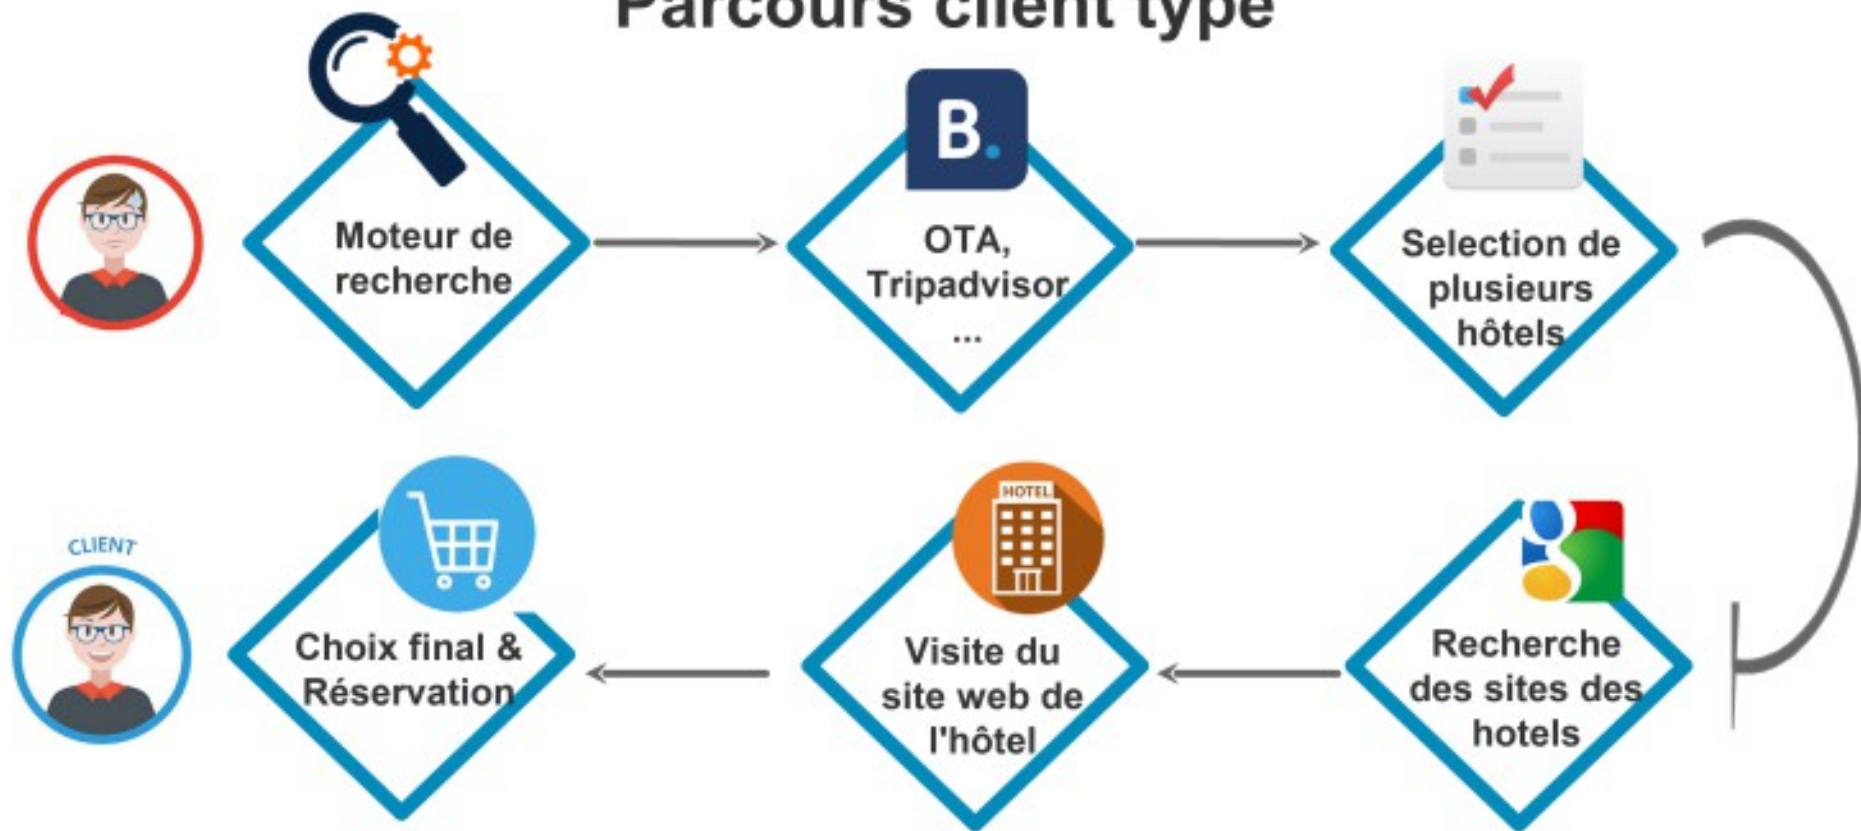 Parcours client type
B.
Moteur de
recherche
OTA,
Tripadvisor
...
Selection de
plusieurs
hôtels
CLIENT
Choix final &
Réservation
HOTEL
Visite du
site web de
l'hôtel
g
Recherche
des sites des
hotels